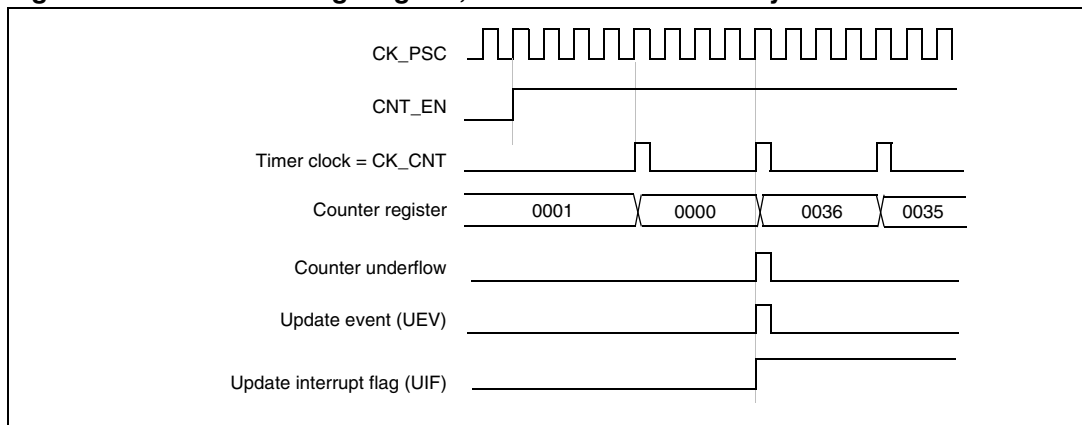 CK_PSC
CNT_EN
Timer clock = CK_CNT
Counter register 0001 0000 0036 0035
Counter underflow
Update event (UEV)
Update interrupt flag (UIF)